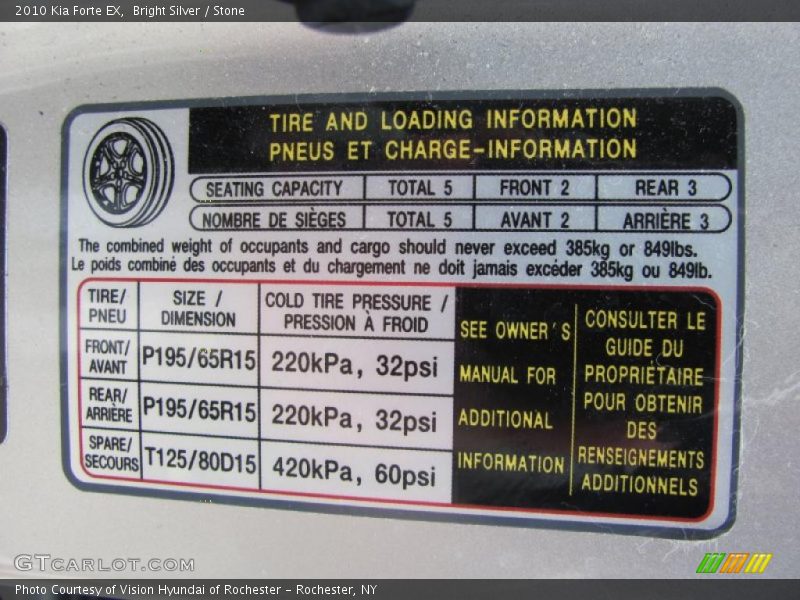 2010 Kia Forte EX, Bright Silver / Stone
TIRE AND LOADING INFORMATION
PNEUS ET CHARGE-INFORMATION
SEATING CAPACITY TOTAL 5 FRONT 2 REAR 3
NOMBRE DE SIÈGES TOTAL 5 AVANT 2 ARRIÈRE 3
The combined weight of occupants and cargo should never exceed 385kg or 849lbs.
Le poids combiné des occupants et du chargement ne doit jamais excéder 385kg ou 849lb.
TIRE/
PNEU
SIZE /
DIMENSION
COLD TIRE PRESSURE /
PRESSION À FROID
FRONT/
AVANT
P195/65R15
220kPa, 32psi
REAR/
ARRIÈRE
P195/65R15
220kPa, 32psi
SPARE/
SECOURS
T125/80D15
420kPa, 60psi
SEE OWNER'S
MANUAL FOR
ADDITIONAL
INFORMATION
CONSULTER LE
GUIDE DU
PROPRIÉTAIRE
POUR OBTENIR
DES
RENSEIGNEMENTS
ADDITIONNELS
GTCARLOT.COM
Photo Courtesy of Vision Hyundai of Rochester - Rochester, NY